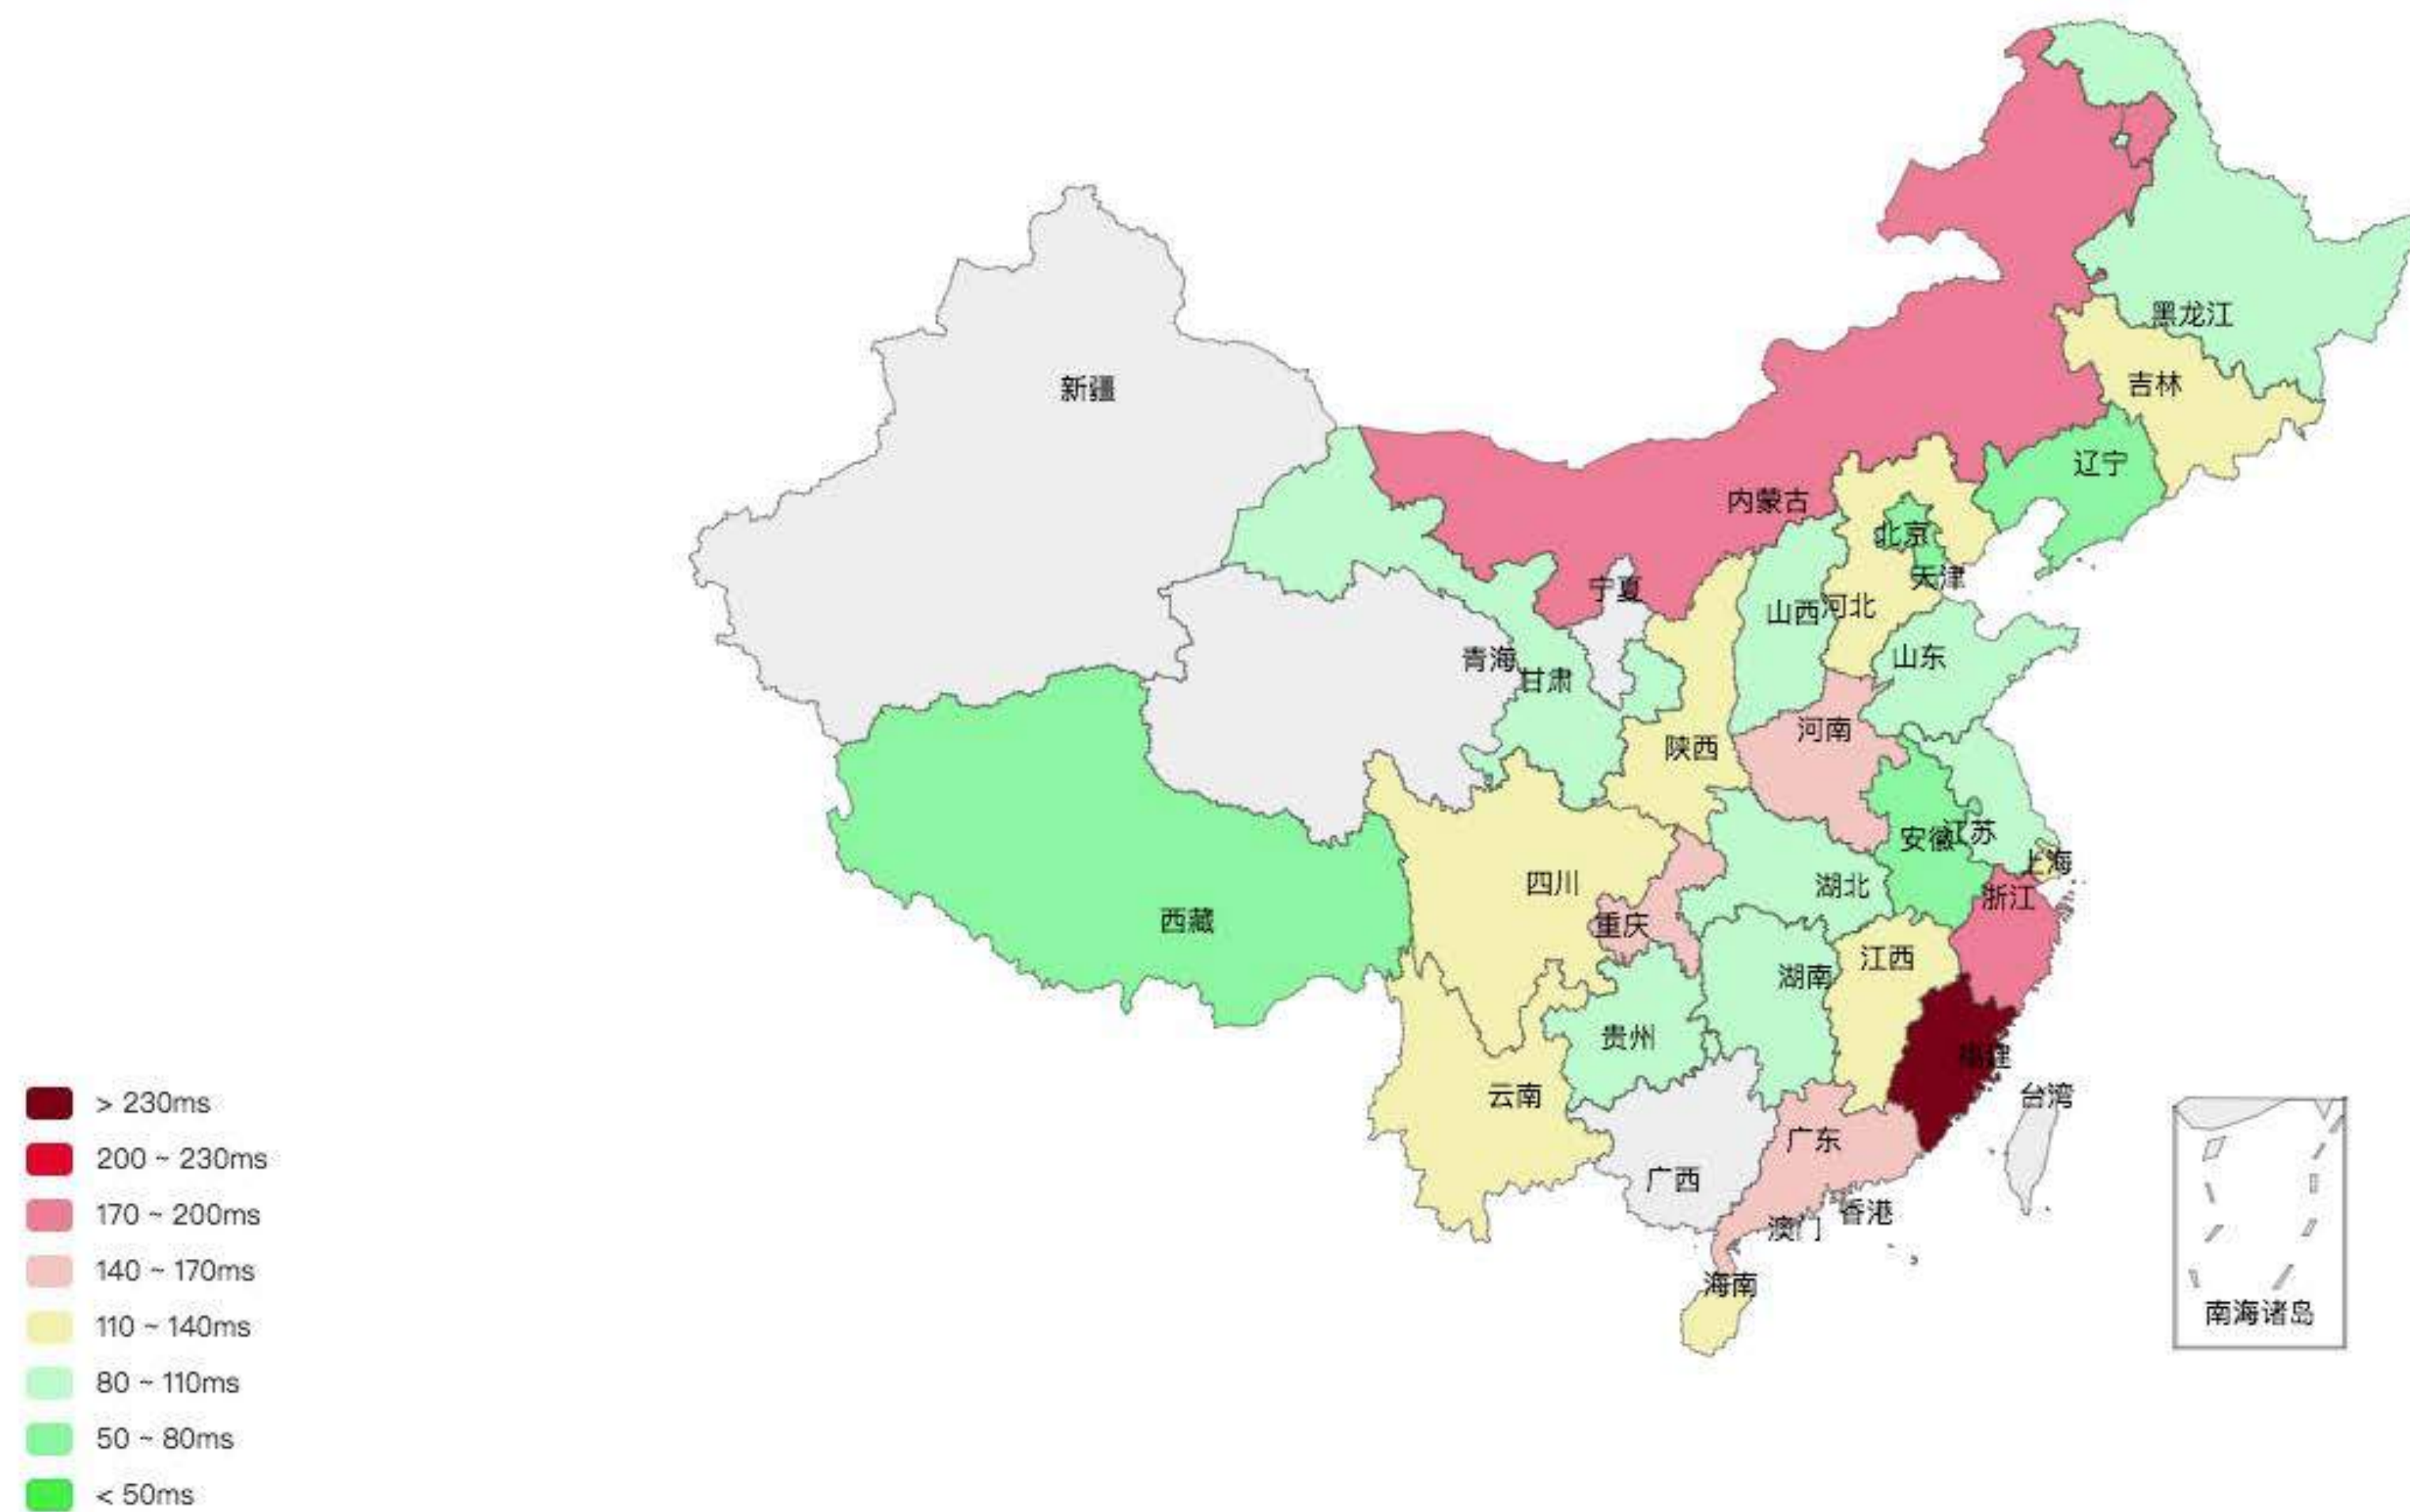 黑龙江
吉林
新疆
辽宁
内蒙古
北京
天津
宁夏
山西
河北
山东
青海
甘肃
河南
陕西
安徽
江苏
上海
四川
湖北
浙江
西藏
重庆
江西
湖南
贵州
福建
云南
台湾
广东
广西
香港
澳门
海南
南海诸岛
> 230ms
200 ~ 230ms
170 ~ 200ms
140 ~ 170ms
110 ~ 140ms
80 ~ 110ms
50 ~ 80ms
< 50ms